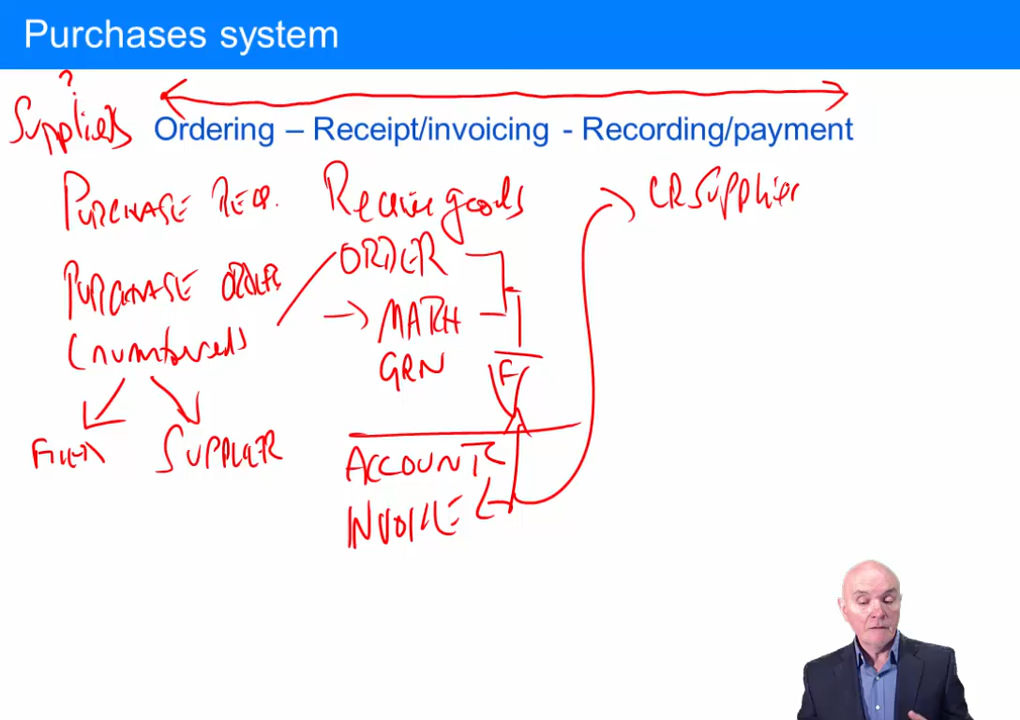 Purchases system
?
Suppliers
Ordering – Receipt/invoicing - Recording/payment
PURCHASE REQ.
Receive goods
CR Supplier
ORDER
PURCHASE ORDER
MATCH
(numbered)
GRN
F
SUPPLIER
ACCOUNTS
INVOICE